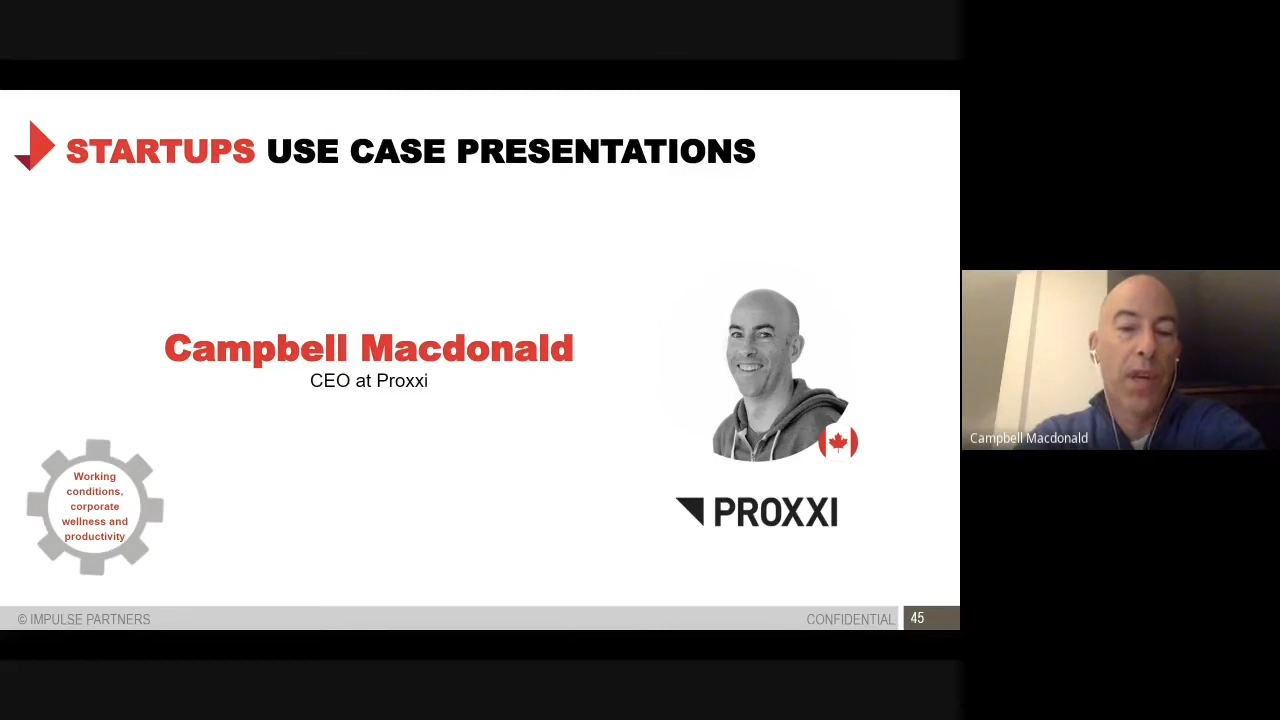 STARTUPS USE CASE PRESENTATIONS
Campbell Macdonald
CEO at Proxxi
Working
conditions,
corporate
wellness and
productivity
PROXXI
© IMPULSE PARTNERS
CONFIDENTIAL
45
Campbell Macdonald